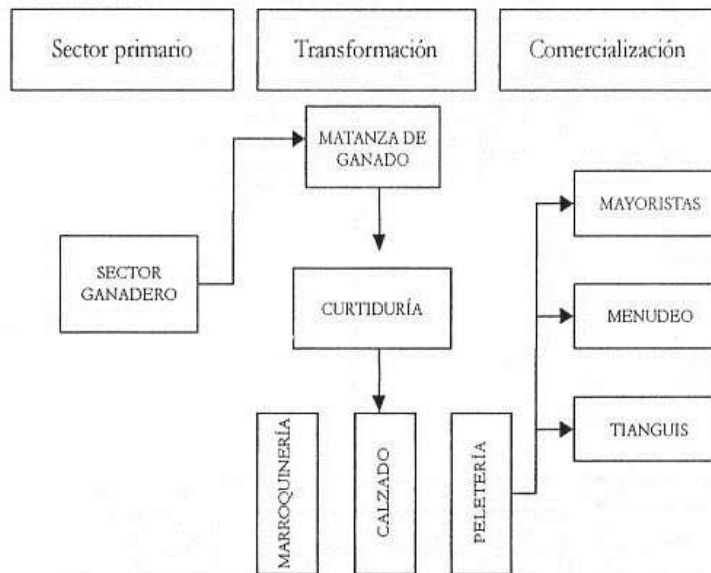 Sector primario
Transformación
Comercialización
MATANZA DE
GANADO
SECTOR
GANADERO
CURTIDURÍA
MAYORISTAS
MENUDEO
TIANGUIS
MARROQUINERÍA
CALZADO
PELETERÍA